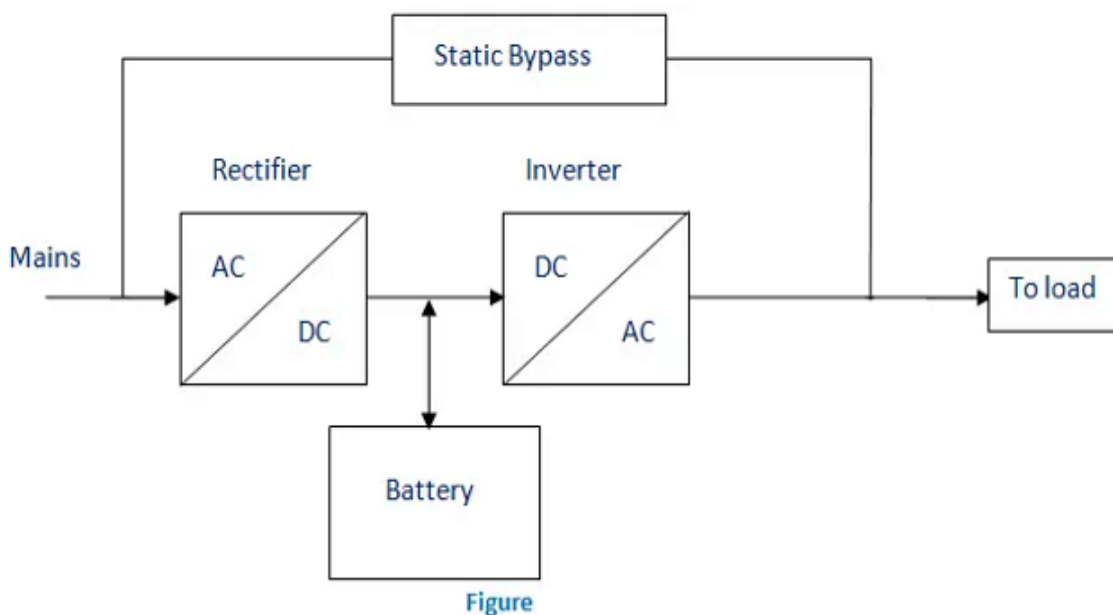 Static Bypass
Rectifier
Inverter
Mains
AC
DC
DC
AC
To load
Battery
Figure